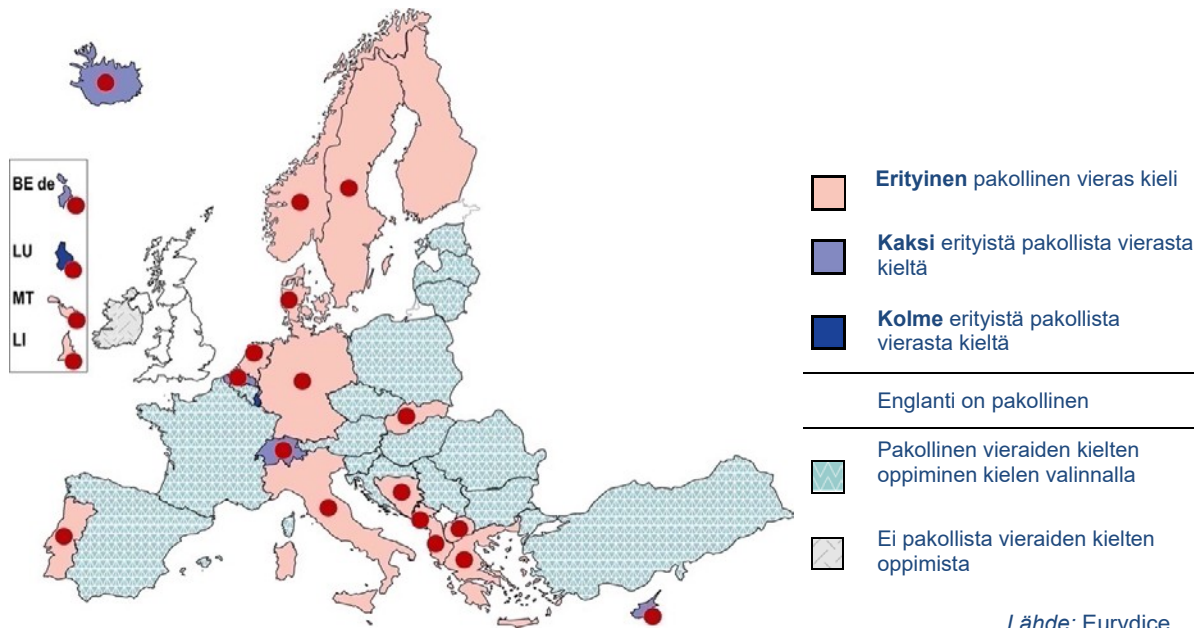 BE de
LU
MT
LI
Erityinen pakollinen vieras kieli
Kaksi erityistä pakollista vierasta
kieltä
Kolme erityistä pakollista
vierasta kieltä
Englanti on pakollinen
Pakollinen vieraiden kielten
oppiminen kielen valinnalla
Ei pakollista vieraiden kielten
oppimista
Lähde: Eurydice